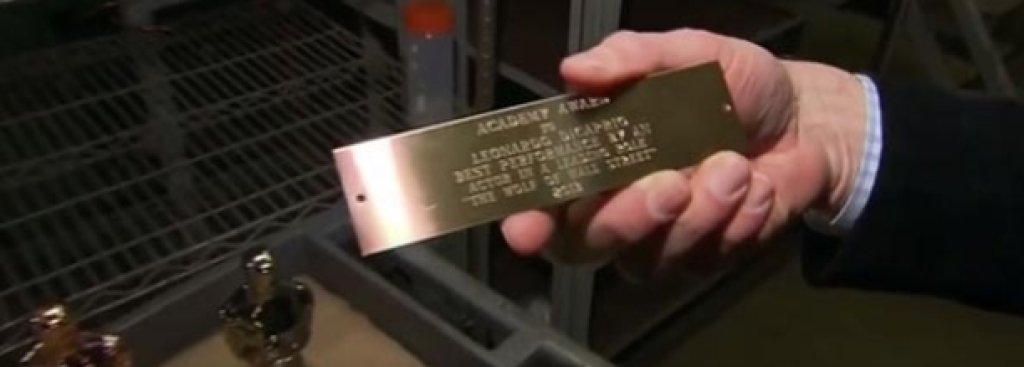 ACADEMY AWARD
TO
LEONARDO DICAPRIO
BEST PERFORMANCE BY AN
ACTOR IN A LEADING ROLE
"THE WOLF OF WALL STREET"
2013